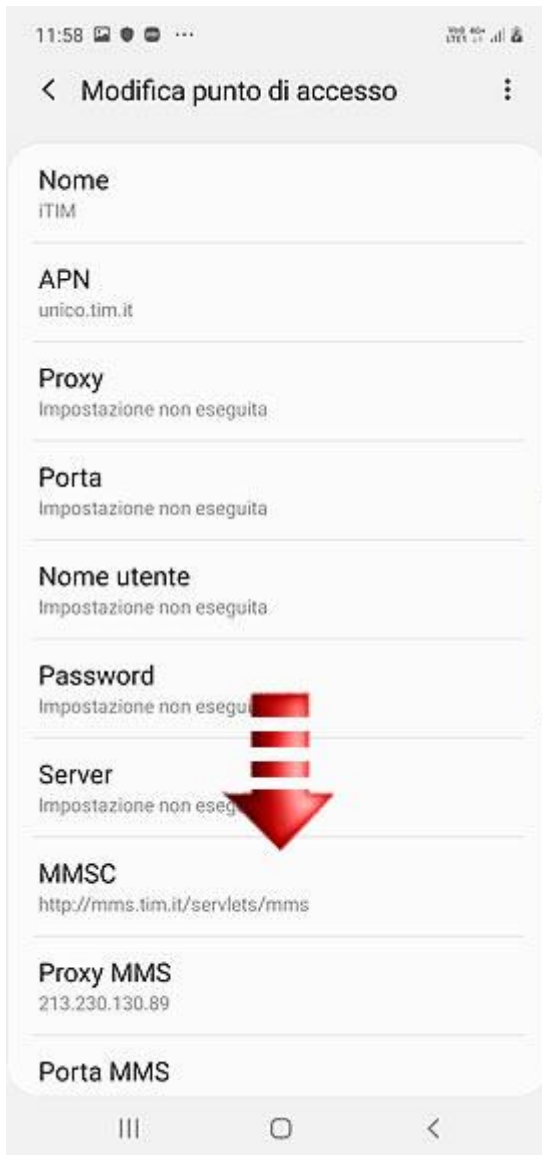 11:58
Modifica punto di accesso
Nome
iTIM
APN
unico.tim.it
Proxy
Impostazione non eseguita
Porta
Impostazione non eseguita
Nome utente
Impostazione non eseguita
Password
Impostazione non
Server
Impostazione non
MMSC
http://mms.tim.it/servlets/mms
Proxy MMS
213.230.130.89
Porta MMS